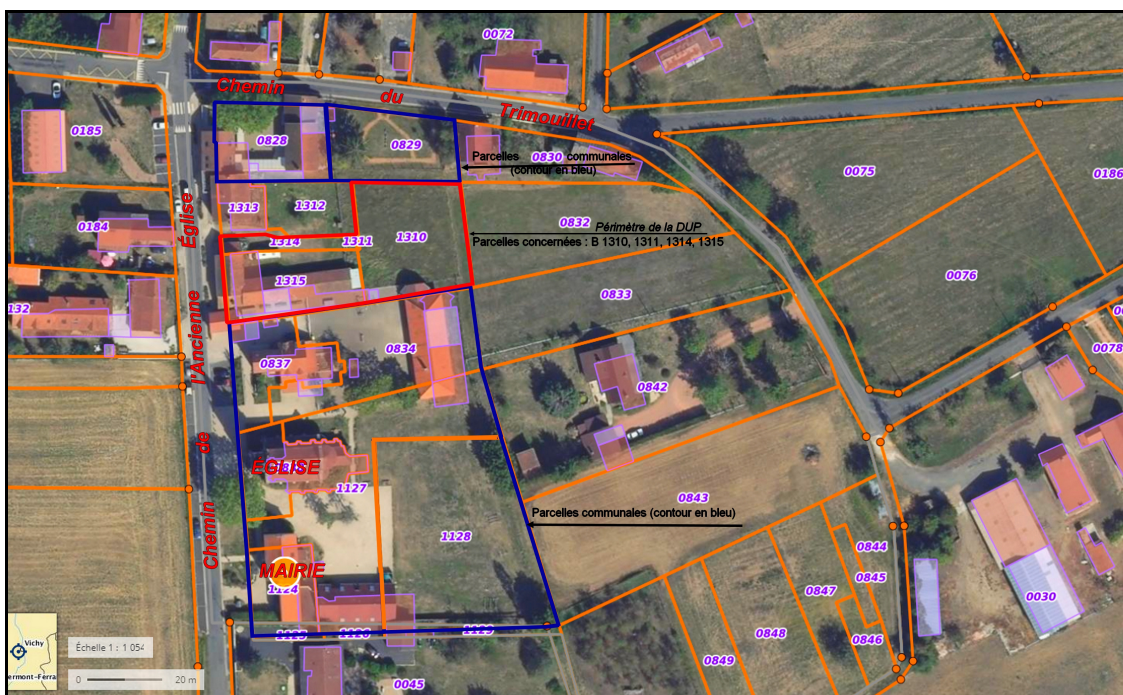 0072
Chemin du Trimouillet
0185
0828
0829
Parcelles 0830 communales
(contour en bleu)
0075
0186
1313
1312
0184
Église
1314
1311
1310
0832
Périmètre de la DUP
Parcelles concernées : B 1310, 1311, 1314, 1315
1315
0076
132
l'Ancienne
0833
0837
0834
0078
0842
de
ÉGLISE
1127
0843
Parcelles communales (contour en bleu)
Chemin
1128
0844
MAIRIE
1124
0847
0845
0030
1125
1126
1129
0848
0846
Vichy
Échelle 1 : 1 054
0849
ermont-Ferra
0 20 m
0045